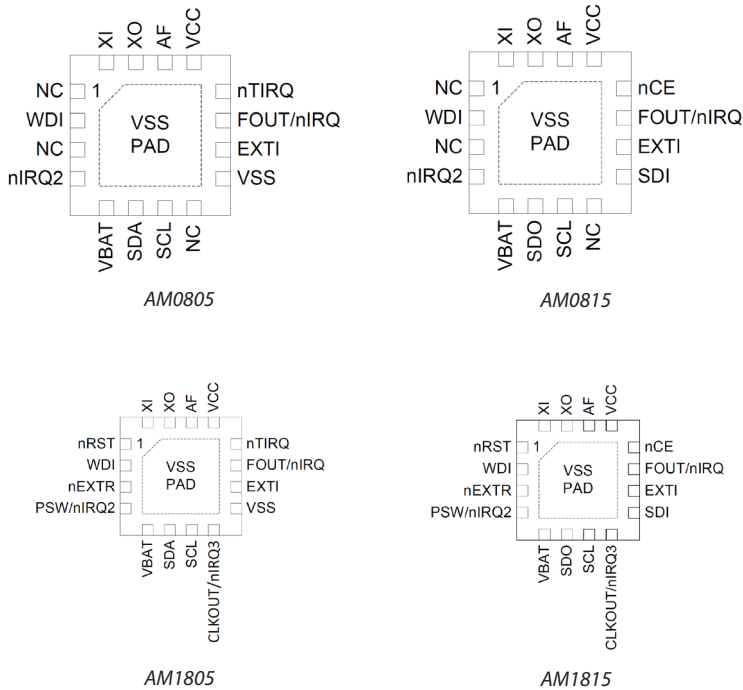 XI XO AF VCC
NC 1 nTIRQ
WDI VSS FOUT/nIRQ
NC PAD EXTI
nIRQ2 VSS
VBAT SDA SCL NC
AM0805
XI XO AF VCC
NC 1 nCE
WDI VSS FOUT/nIRQ
NC PAD EXTI
nIRQ2 SDI
VBAT SDO SCL NC
AM0815
XI XO AF VCC
nRST 1 nTIRQ
WDI VSS FOUT/nIRQ
nEXTR PAD EXTI
PSW/nIRQ2 VSS
VBAT SDA SCL CLKOUT/nIRQ3
AM1805
XI XO AF VCC
nRST 1 nCE
WDI VSS FOUT/nIRQ
nEXTR PAD EXTI
PSW/nIRQ2 SDI
VBAT SDO SCL CLKOUT/nIRQ3
AM1815